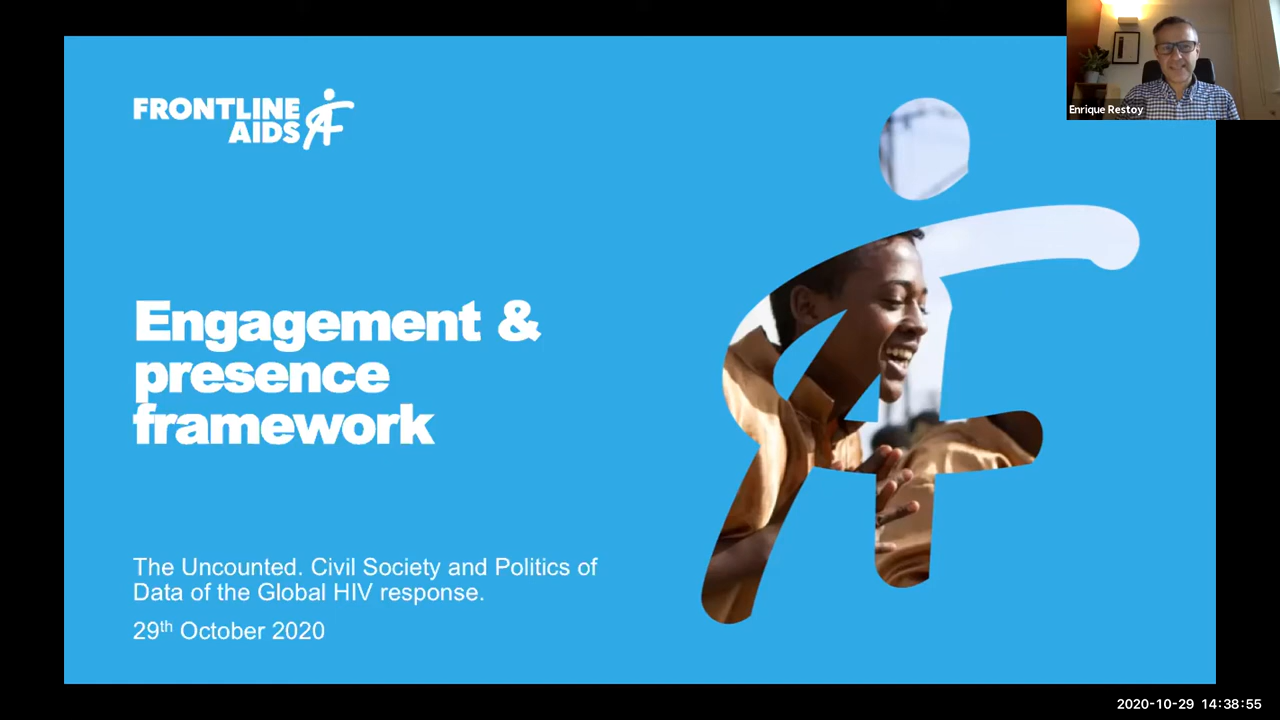 FRONTLINE
AIDS
Enrique Restoy
Engagement &
presence
framework
The Uncounted. Civil Society and Politics of
Data of the Global HIV response.
29th October 2020
2020-10-29 14:38:55